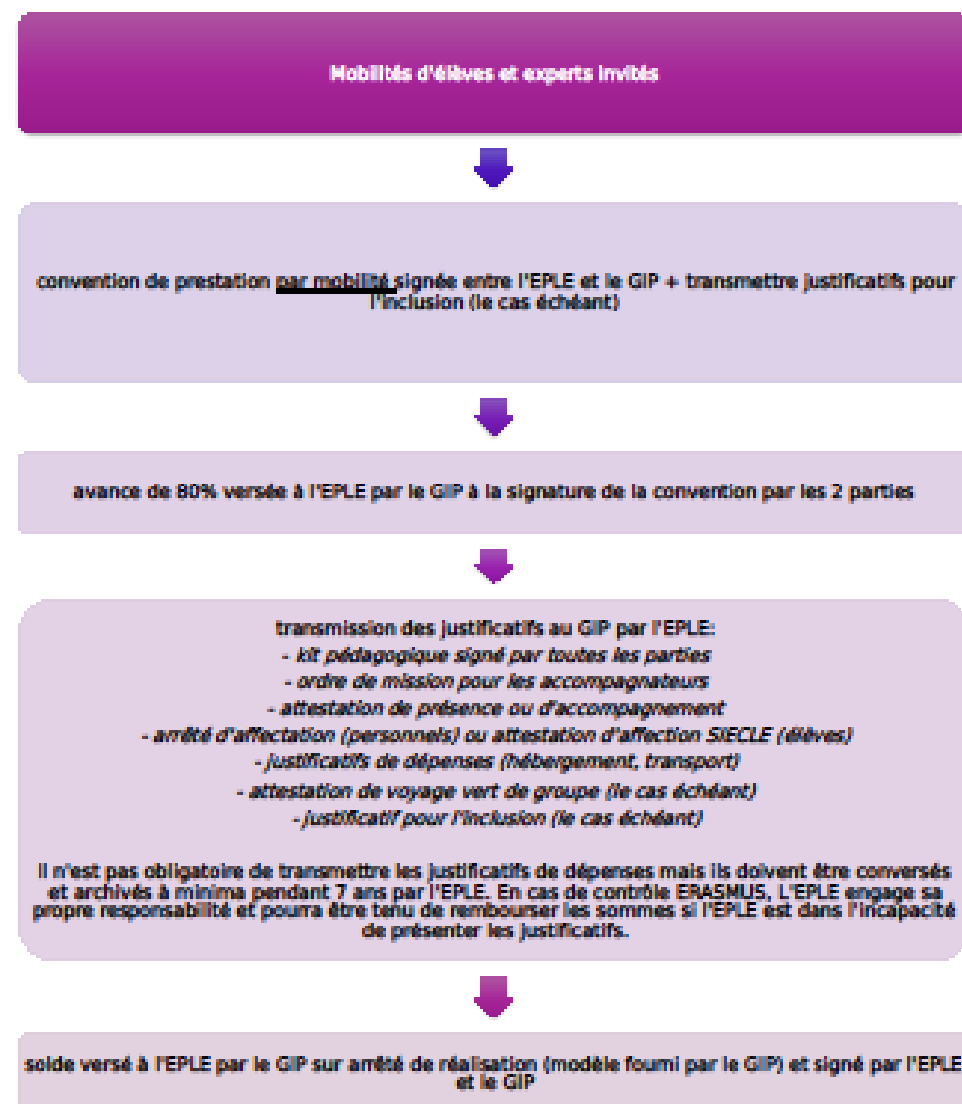 Mobilités d'élèves et experts invités
convention de prestation par mobilité signée entre l'EPLE et le GIP + transmettre justificatifs pour
l'inclusion (le cas échéant)
avance de 80% versée à l'EPLE par le GIP à la signature de la convention par les 2 parties
transmission des justificatifs au GIP par l'EPLE:
- kit pédagogique signé par toutes les parties
- ordre de mission pour les accompagnateurs
- attestation de présence ou d'accompagnement
- arrêté d'affectation (personnels) ou attestation d'affection SIECLE (élèves)
- justificatifs de dépenses (hébergement, transport)
- attestation de voyage vert de groupe (le cas échéant)
- justificatif pour l'inclusion (le cas échéant)
Il n'est pas obligatoire de transmettre les justificatifs de dépenses mais ils doivent être conversés
et archivés à minima pendant 7 ans par l'EPLE. En cas de contrôle ERASMUS, L'EPLE engage sa
propre responsabilité et pourra être tenu de rembourser les sommes si l'EPLE est dans l'incapacité
de présenter les justificatifs.
solde versé à l'EPLE par le GIP sur arrêté de réalisation (modèle fourni par le GIP) et signé par l'EPLE
et le GIP